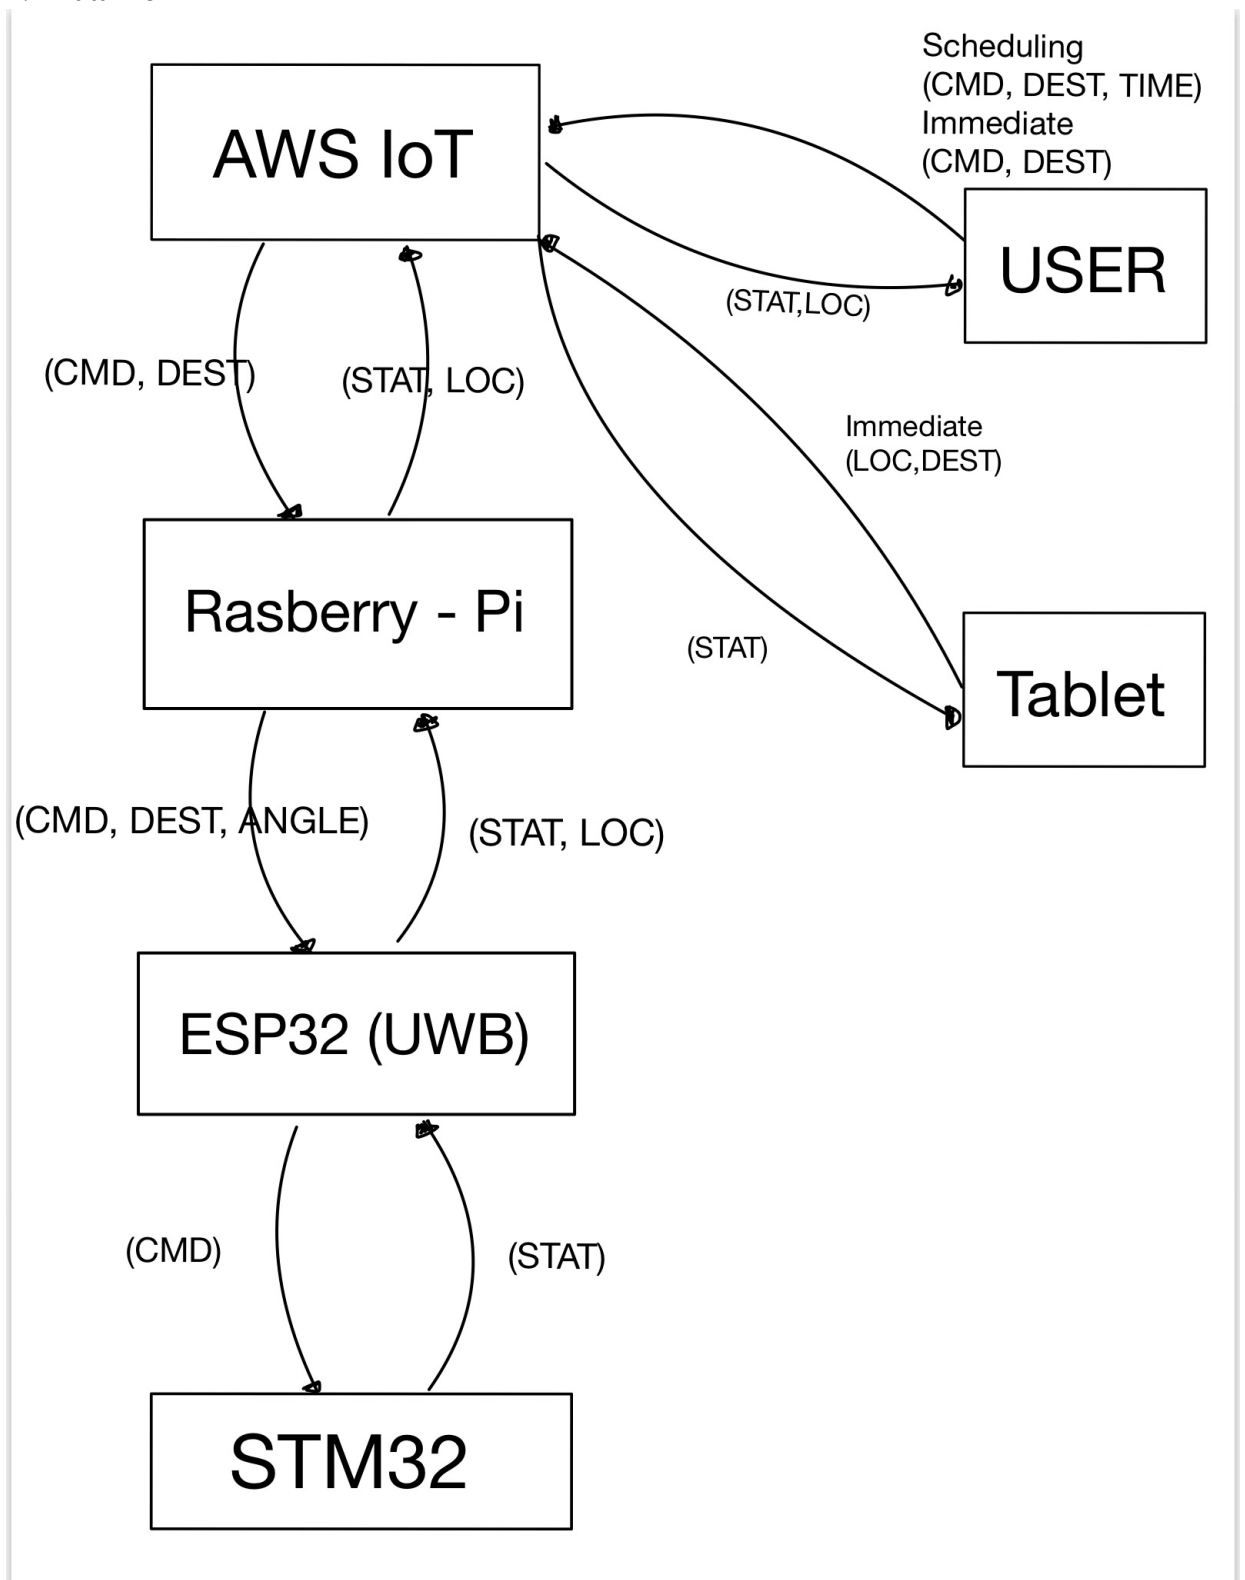 Scheduling
(CMD, DEST, TIME)
Immediate
(CMD, DEST)
AWS IoT
USER
(STAT,LOC)
(CMD, DEST)
(STAT, LOC)
Immediate
(LOC,DEST)
Rasberry - Pi
(STAT)
Tablet
(CMD, DEST, ANGLE)
(STAT, LOC)
ESP32 (UWB)
(CMD)
(STAT)
STM32